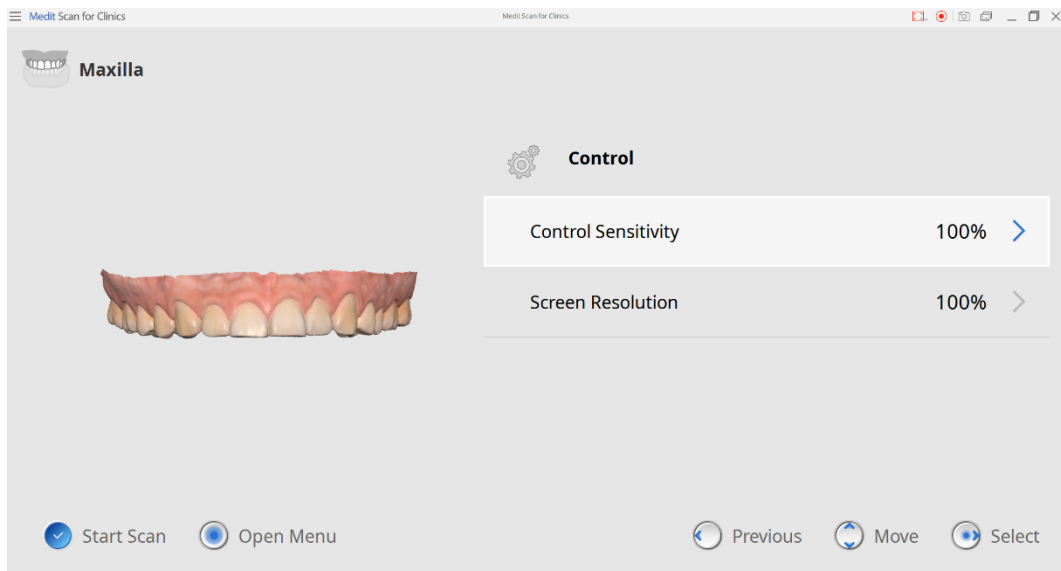 Medit Scan for Clinics
Medit Scan for Clinics
Maxilla
Control
Control Sensitivity 100%
Screen Resolution 100%
Start Scan Open Menu Previous Move Select